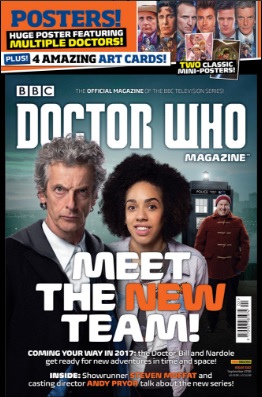 POSTERS!
HUGE POSTER FEATURING
MULTIPLE DOCTORS!
PLUS! 4 AMAZING ART CARDS!
TWO CLASSIC
MINI-POSTERS!
BBC
THE OFFICIAL MAGAZINE OF THE BBC TELEVISION SERIES!
DOCTOR WHO
MAGAZINE
MEET
THE NEW
TEAM!
COMING YOUR WAY IN 2017: the Doctor, Bill and Nardole
get ready for new adventures in time and space!
INSIDE: Showrunner STEVEN MOFFAT and
casting director ANDY PRYOR talk about the new series!